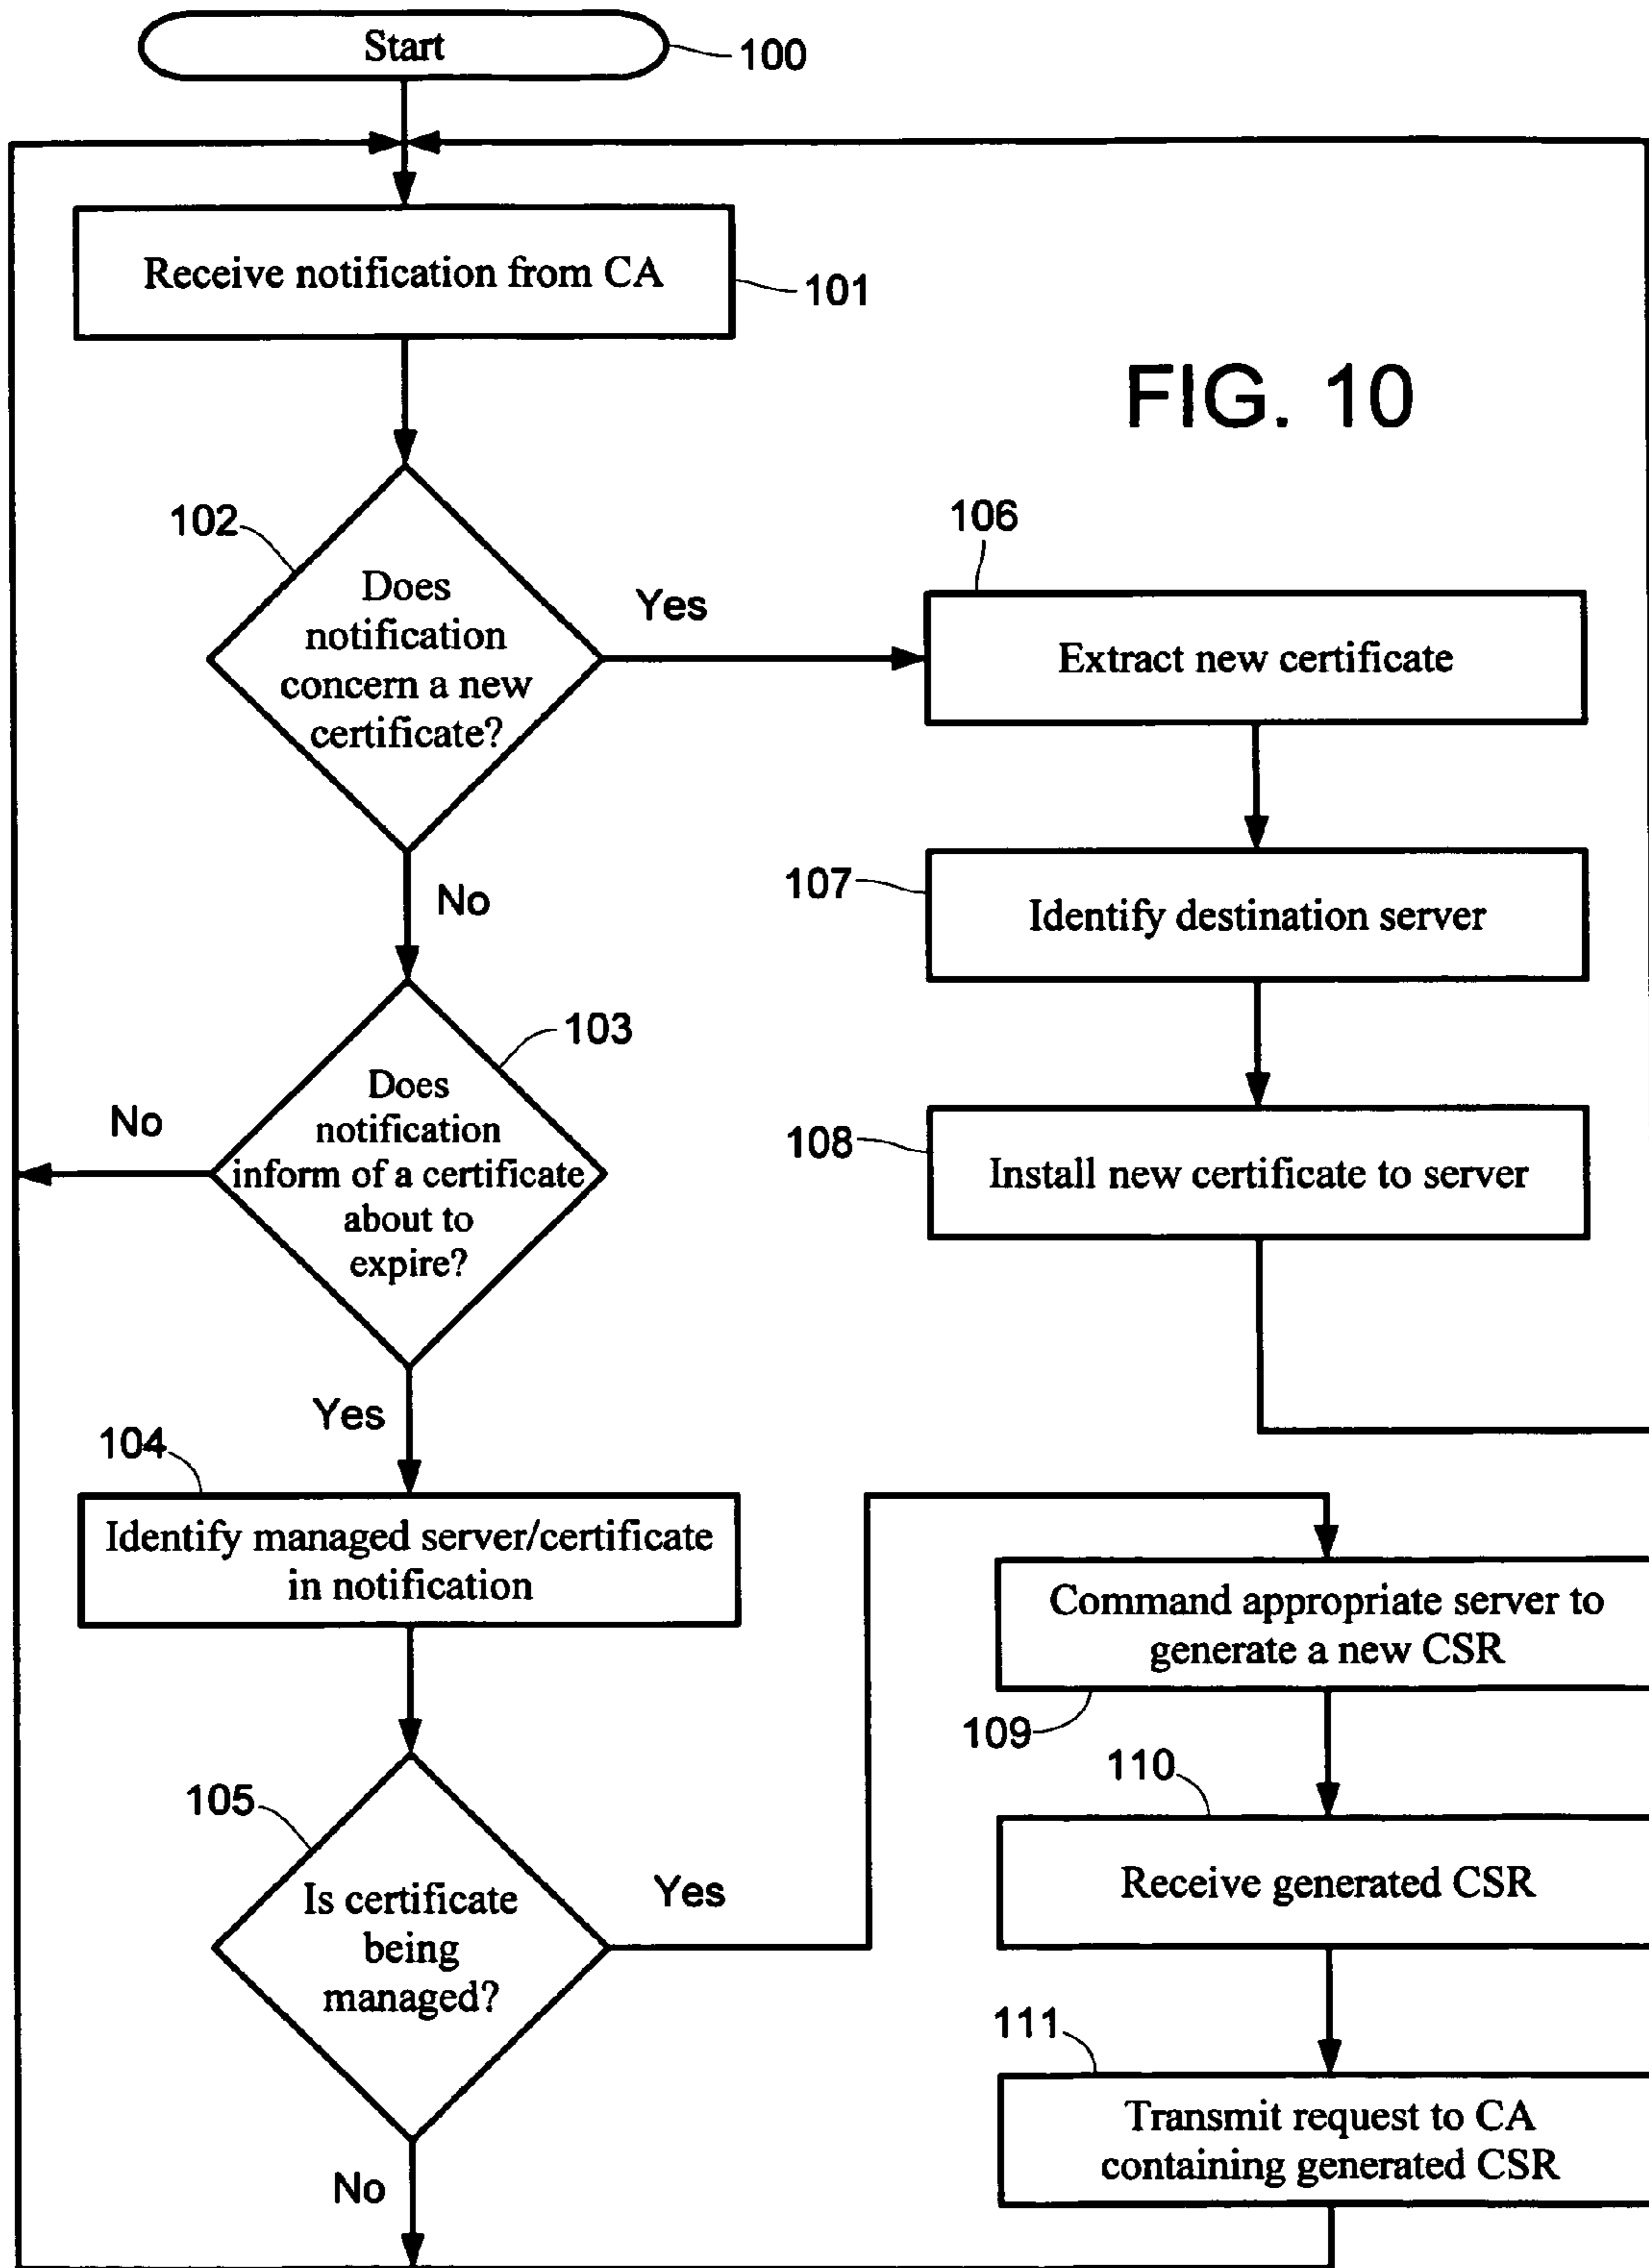 Start
100
Receive notification from CA
101
FIG. 10
102
Does
notification
concern a new
certificate?
Yes
106
Extract new certificate
No
107
Identify destination server
103
Does
notification
inform of a certificate
about to
expire?
No
108
Install new certificate to server
Yes
104
Identify managed server/certificate
in notification
Command appropriate server to
generate a new CSR
109
105
Is certificate
being
managed?
Yes
110
Receive generated CSR
111
Transmit request to CA
containing generated CSR
No